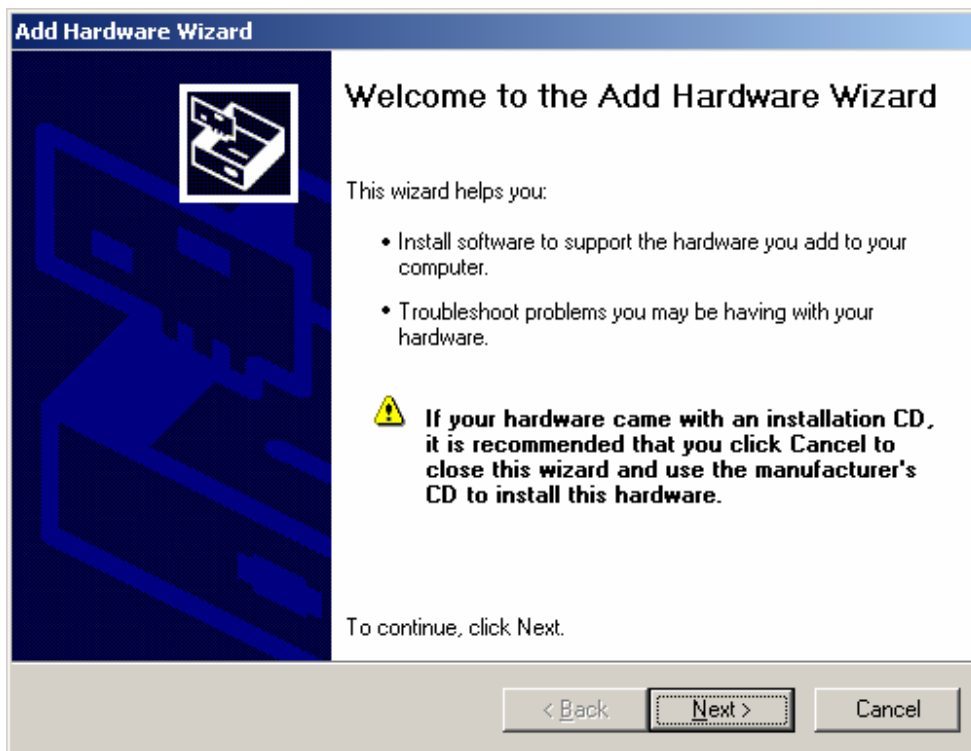 Add Hardware Wizard
Welcome to the Add Hardware Wizard
This wizard helps you:
• Install software to support the hardware you add to your
computer.
• Troubleshoot problems you may be having with your
hardware.
If your hardware came with an installation CD,
it is recommended that you click Cancel to
close this wizard and use the manufacturer's
CD to install this hardware.
To continue, click Next.
< Back Next > Cancel